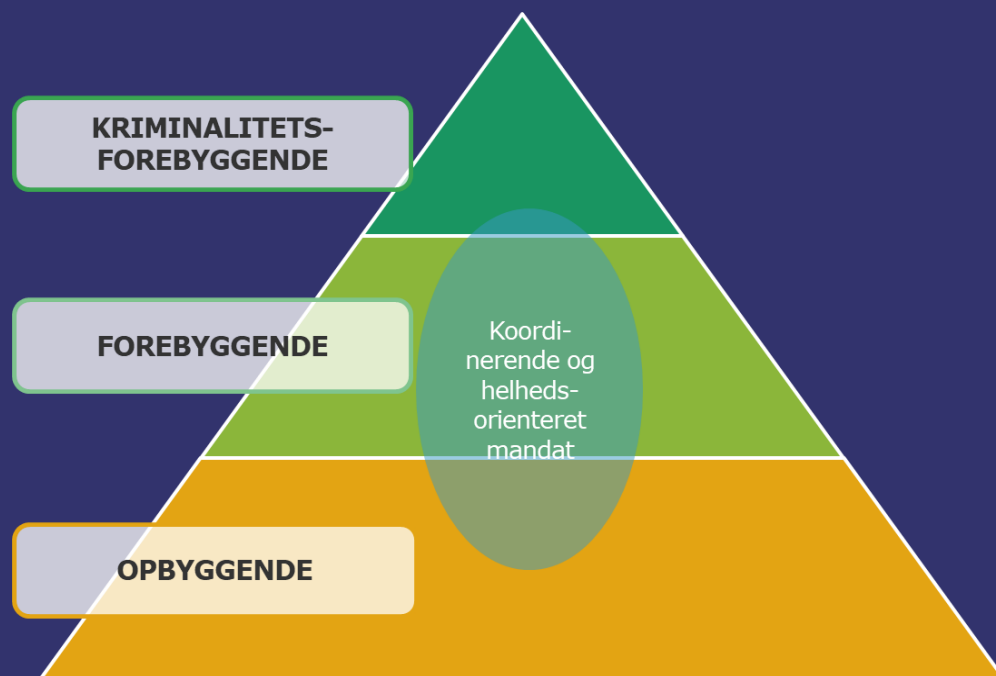 KRIMINALITETS-
FOREBYGGENDE
FOREBYGGENDE
Koordi-
nerende og
helheds-
orienteret
mandat
OPBYGGENDE